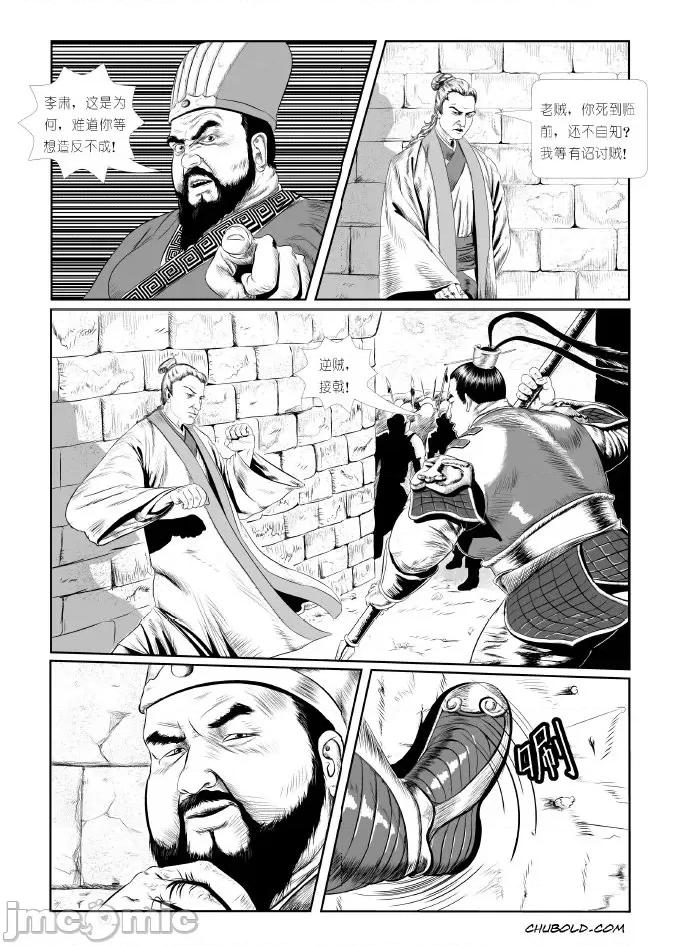 李肃，这是为
何，难道你等
想造反不成！
老贼，你死到临
前，还不自知？
我等有诏讨贼！
逆贼，
接戟！
唰
jmcomic
CHUBOLD.COM